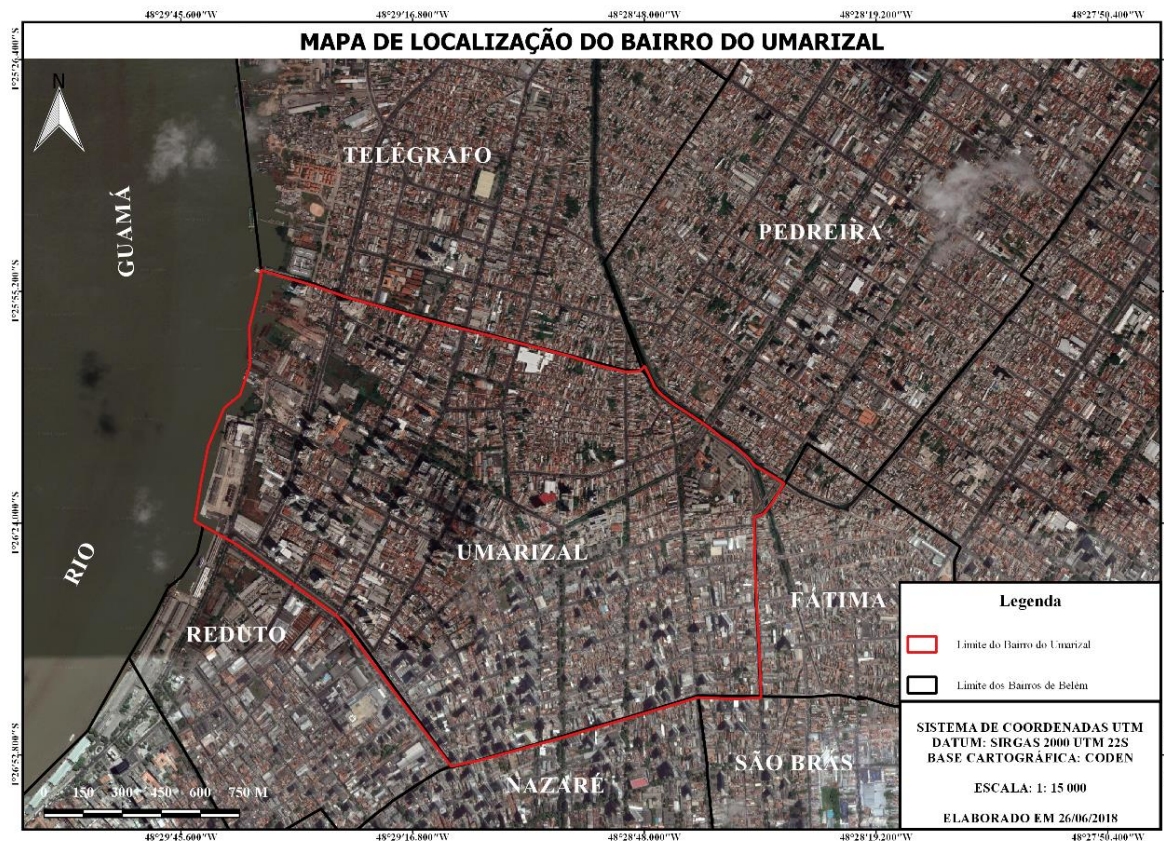 48°29'45.600"W 48°29'16.800"W 48°28'48.000"W 48°28'19.200"W 48°27'50.400"W
MAPA DE LOCALIZAÇÃO DO BAIRRO DO UMARIZAL
1°25'26.400"S
N
TELÉGRAFO
GUAMÁ
PEDREIRA
1°25'55.200"S
1°26'24.000"S
UMARIZAL
RIO
FÁTIMA
REDUTO
Legenda
Limite do Bairro do Umarizal
Limite dos Bairros de Belém
1°26'52.800"S
SÃO BRAS
NAZARÉ
0 150 300 450 600 750 M
SISTEMA DE COORDENADAS UTM
DATUM: SIRGAS 2000 UTM 22S
BASE CARTOGRÁFICA: CODEN
ESCALA: 1: 15 000
ELABORADO EM 26/06/2018
48°29'45.600"W 48°29'16.800"W 48°28'48.000"W 48°28'19.200"W 48°27'50.400"W